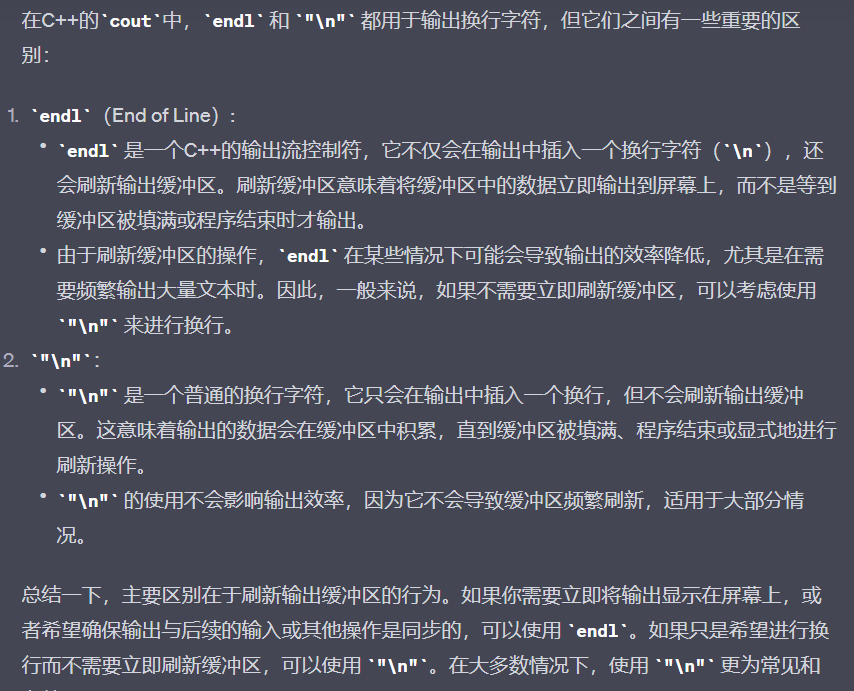 在C++的`cout`中，`endl` 和 `"\n"` 都用于输出换行字符，但它们之间有一些重要的区
别：
1. `endl`（End of Line）:
• `endl` 是一个C++的输出流控制符，它不仅会在输出中插入一个换行字符（`\n`），还
会刷新输出缓冲区。刷新缓冲区意味着将缓冲区中的数据立即输出到屏幕上，而不是等到
缓冲区被填满或程序结束时才输出。
• 由于刷新缓冲区的操作，`endl` 在某些情况下可能会导致输出的效率降低，尤其是在需
要频繁输出大量文本时。因此，一般来说，如果不需要立即刷新缓冲区，可以考虑使用
`"\n"` 来进行换行。
2. `"\n"`:
• `"\n"` 是一个普通的换行字符，它只会在输出中插入一个换行，但不会刷新输出缓冲
区。这意味着输出的数据会在缓冲区中积累，直到缓冲区被填满、程序结束或显式地进行
刷新操作。
• `"\n"` 的使用不会影响输出效率，因为它不会导致缓冲区频繁刷新，适用于大部分情
况。
总结一下，主要区别在于刷新输出缓冲区的行为。如果你需要立即将输出显示在屏幕上，或
者希望确保输出与后续的输入或其他操作是同步的，可以使用 `endl`。如果只是希望进行换
行而不需要立即刷新缓冲区，可以使用 `"\n"`。在大多数情况下，使用 `"\n"` 更为常见和